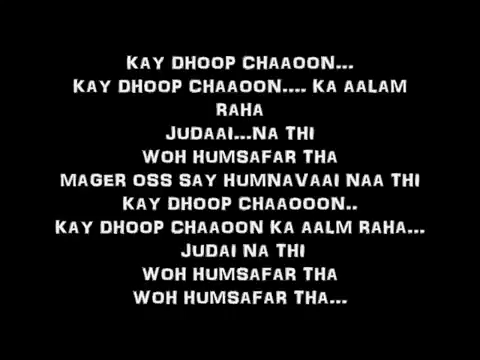 KAY DHOOP CHAAOON...
KAY DHOOP CHAAOON.... KA AALAM
RAHA
JUDAAI...NA THI
WOH HUMSAFAR THA
MAGER OSS SAY HUMNAVAAI NAA THI
KAY DHOOP CHAAOOON..
KAY DHOOP CHAAOON KA AALM RAHA...
JUDAI NA THI
WOH HUMSAFAR THA
WOH HUMSAFAR THA...